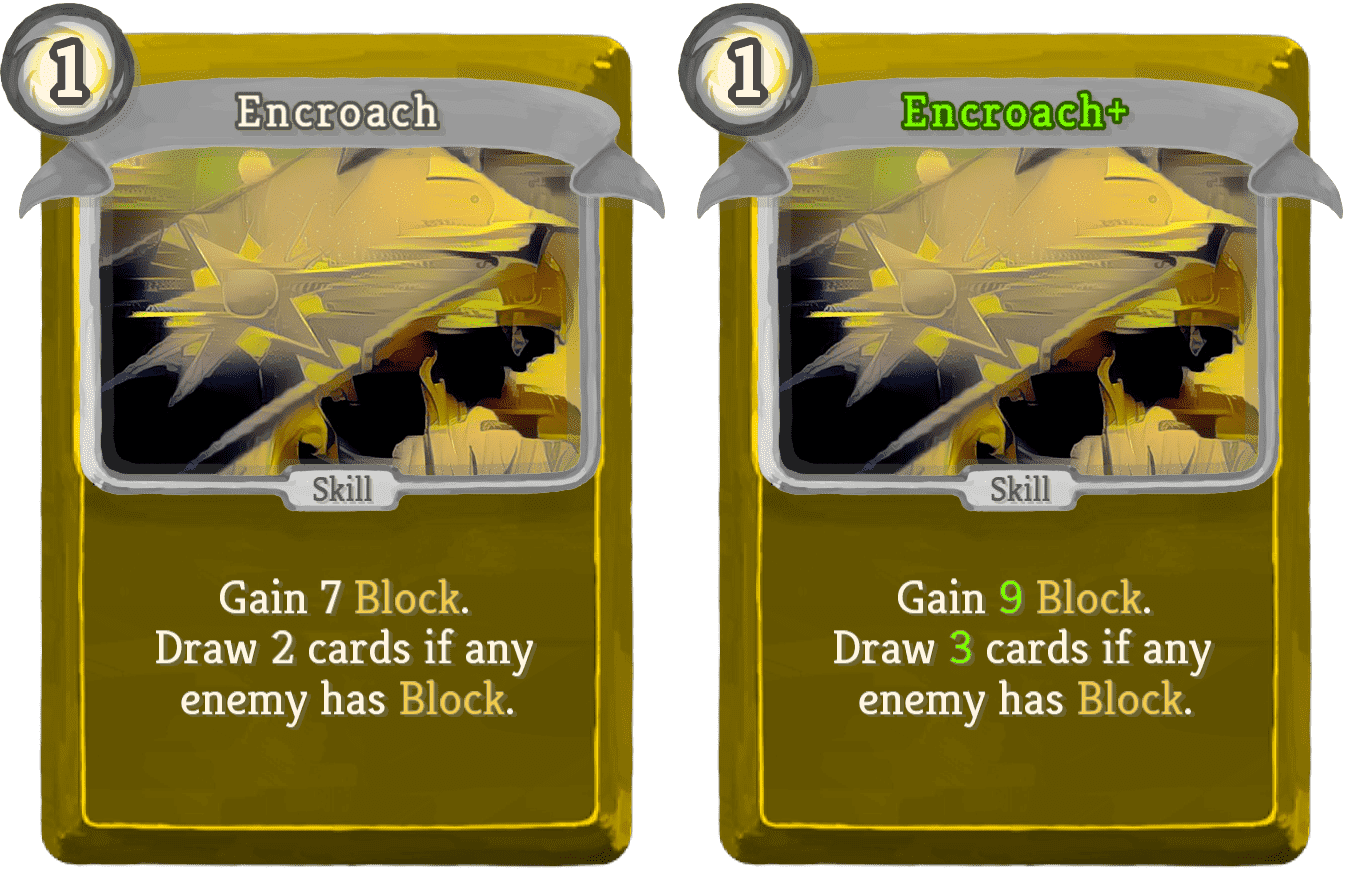 1
Encroach
Skill
Gain 7 Block.
Draw 2 cards if any
enemy has Block.
1
Encroach+
Skill
Gain 9 Block.
Draw 3 cards if any
enemy has Block.